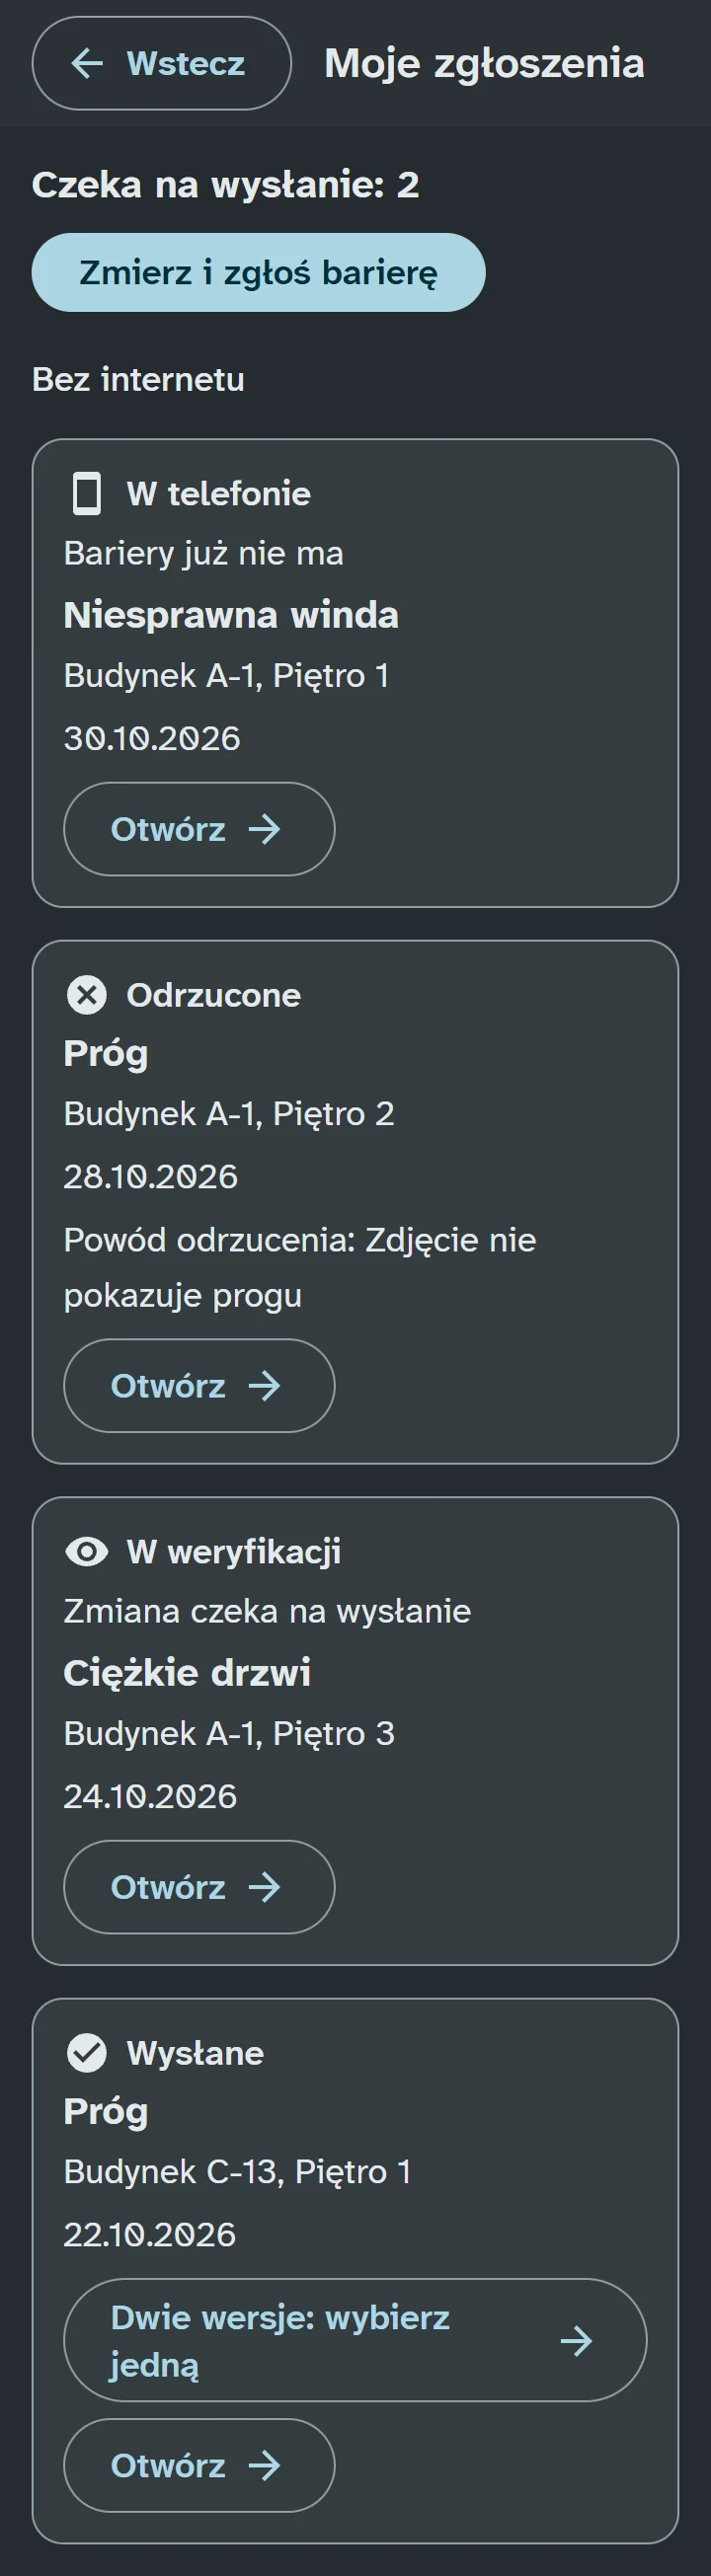 Wstecz
Moje zgłoszenia
Czeka na wysłanie: 2
Zmierz i zgłoś barierę
Bez internetu
W telefonie
Bariery już nie ma
Niesprawna winda
Budynek A-1, Piętro 1
30.10.2026
Otwórz
Odrzucone
Próg
Budynek A-1, Piętro 2
28.10.2026
Powód odrzucenia: Zdjęcie nie
pokazuje progu
Otwórz
W weryfikacji
Zmiana czeka na wysłanie
Ciężkie drzwi
Budynek A-1, Piętro 3
24.10.2026
Otwórz
Wysłane
Próg
Budynek C-13, Piętro 1
22.10.2026
Dwie wersje: wybierz
jedną
Otwórz